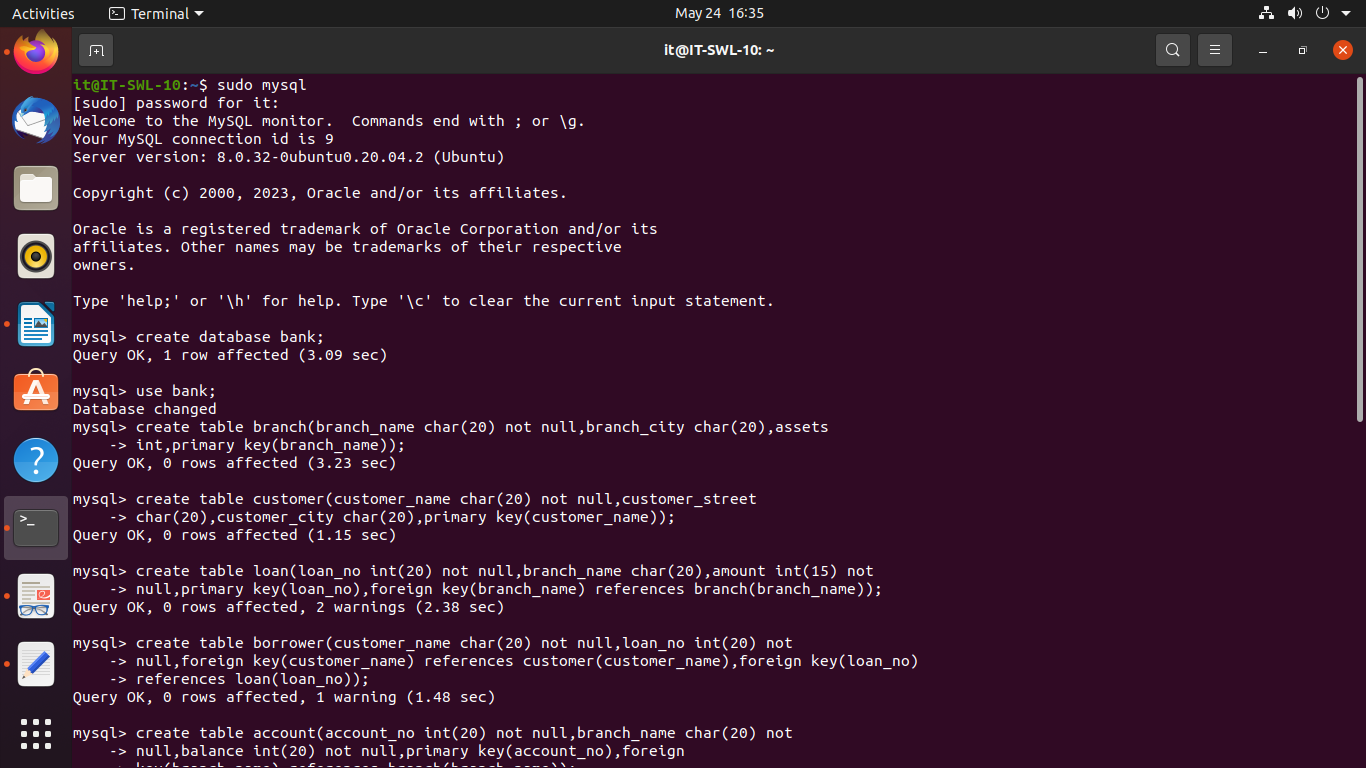 Activities
Terminal
May 24 16:35
it@IT-SWL-10: ~
it@IT-SWL-10:~$ sudo mysql
[sudo] password for it:
Welcome to the MySQL monitor.  Commands end with ; or \g.
Your MySQL connection id is 9
Server version: 8.0.32-0ubuntu0.20.04.2 (Ubuntu)
Copyright (c) 2000, 2023, Oracle and/or its affiliates.
Oracle is a registered trademark of Oracle Corporation and/or its
affiliates. Other names may be trademarks of their respective
owners.
Type 'help;' or '\h' for help. Type '\c' to clear the current input statement.
mysql> create database bank;
Query OK, 1 row affected (3.09 sec)
mysql> use bank;
Database changed
mysql> create table branch(branch_name char(20) not null,branch_city char(20),assets
    -> int,primary key(branch_name));
Query OK, 0 rows affected (3.23 sec)
mysql> create table customer(customer_name char(20) not null,customer_street
    -> char(20),customer_city char(20),primary key(customer_name));
Query OK, 0 rows affected (1.15 sec)
mysql> create table loan(loan_no int(20) not null,branch_name char(20),amount int(15) not
    -> null,primary key(loan_no),foreign key(branch_name) references branch(branch_name));
Query OK, 0 rows affected, 2 warnings (2.38 sec)
mysql> create table borrower(customer_name char(20) not null,loan_no int(20) not
    -> null,foreign key(customer_name) references customer(customer_name),foreign key(loan_no)
    -> references loan(loan_no));
Query OK, 0 rows affected, 1 warning (1.48 sec)
mysql> create table account(account_no int(20) not null,branch_name char(20) not
    -> null,balance int(20) not null,primary key(account_no),foreign
    -> key(branch_name) references branch(branch_name));